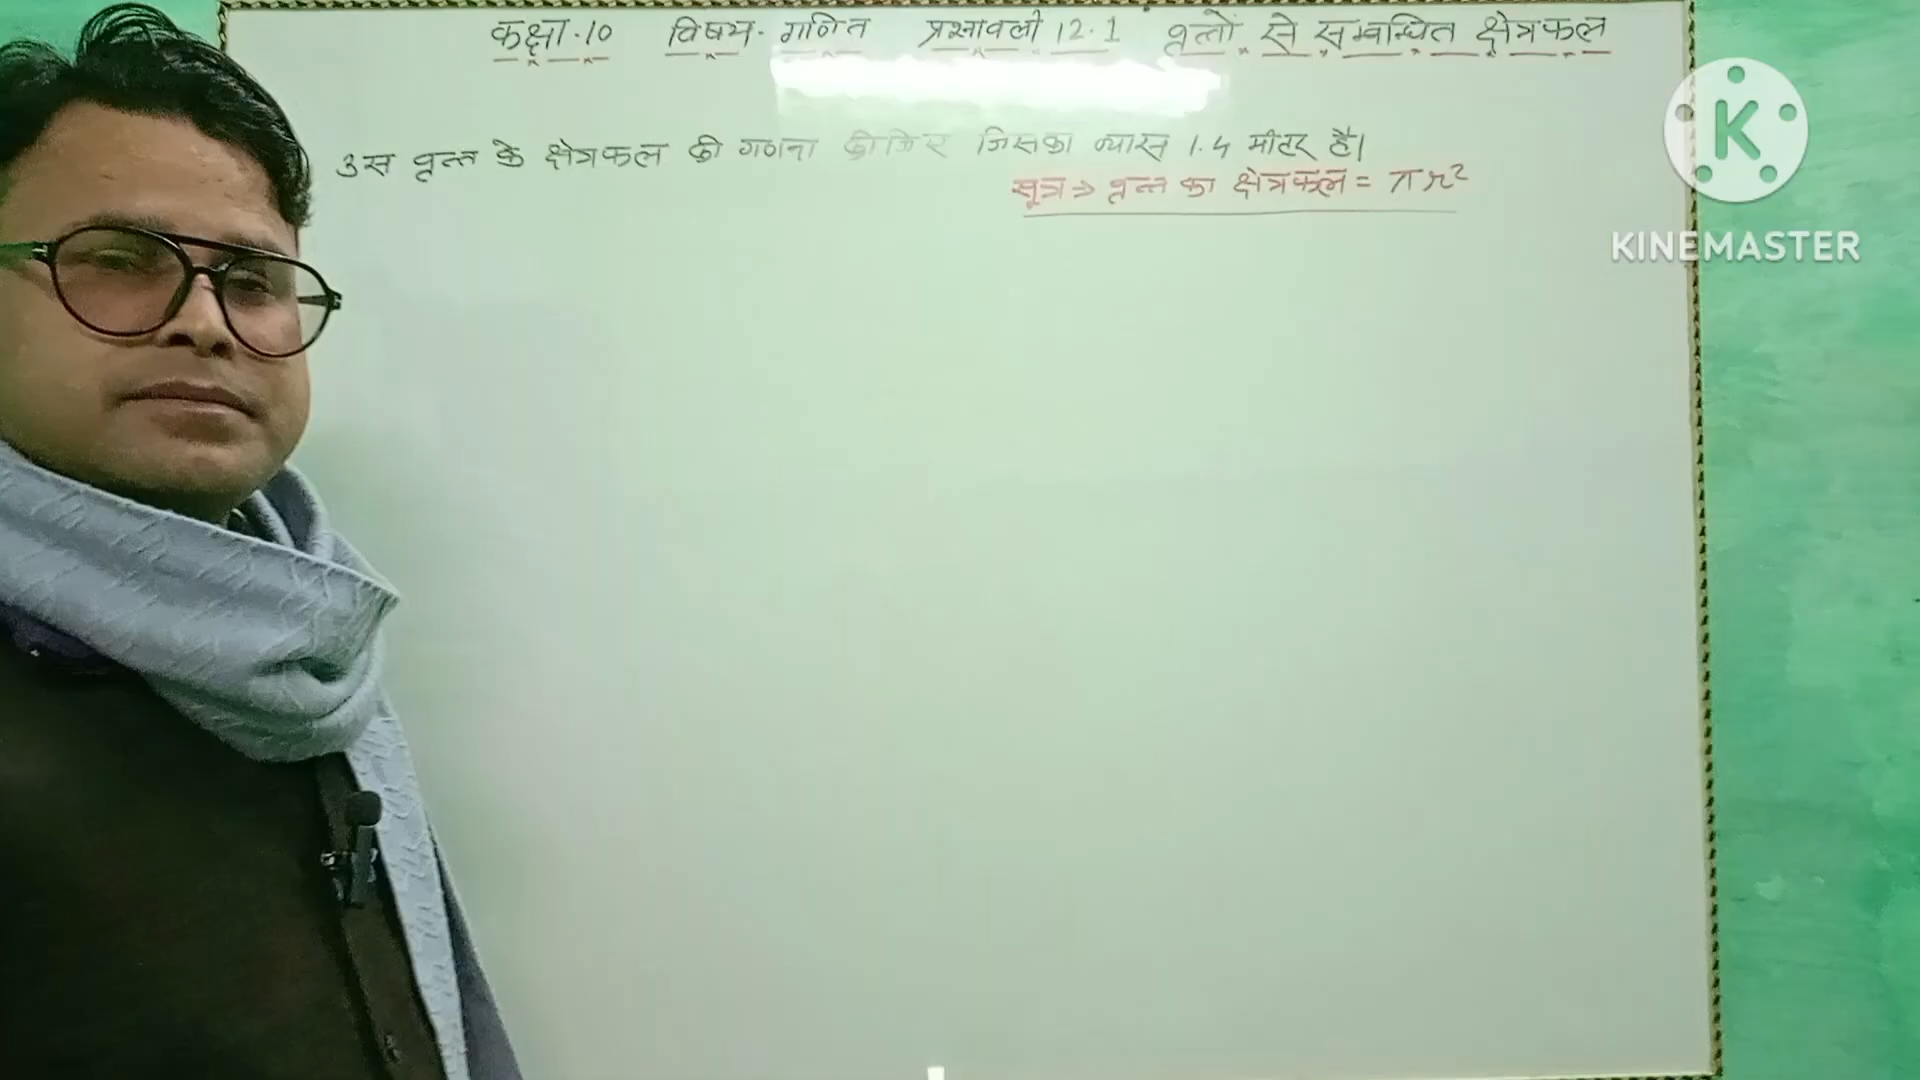 कक्षा.10 विषय- गणित प्रश्नावली 12.1 वृत्तों से सम्बन्धित क्षेत्रफल
उस वृत्त के क्षेत्रफल की गणना कीजिए जिसका व्यास 1.4 मीटर है।
सूत्र ⇒ वृत्त का क्षेत्रफल = πr²
K
KINEMASTER